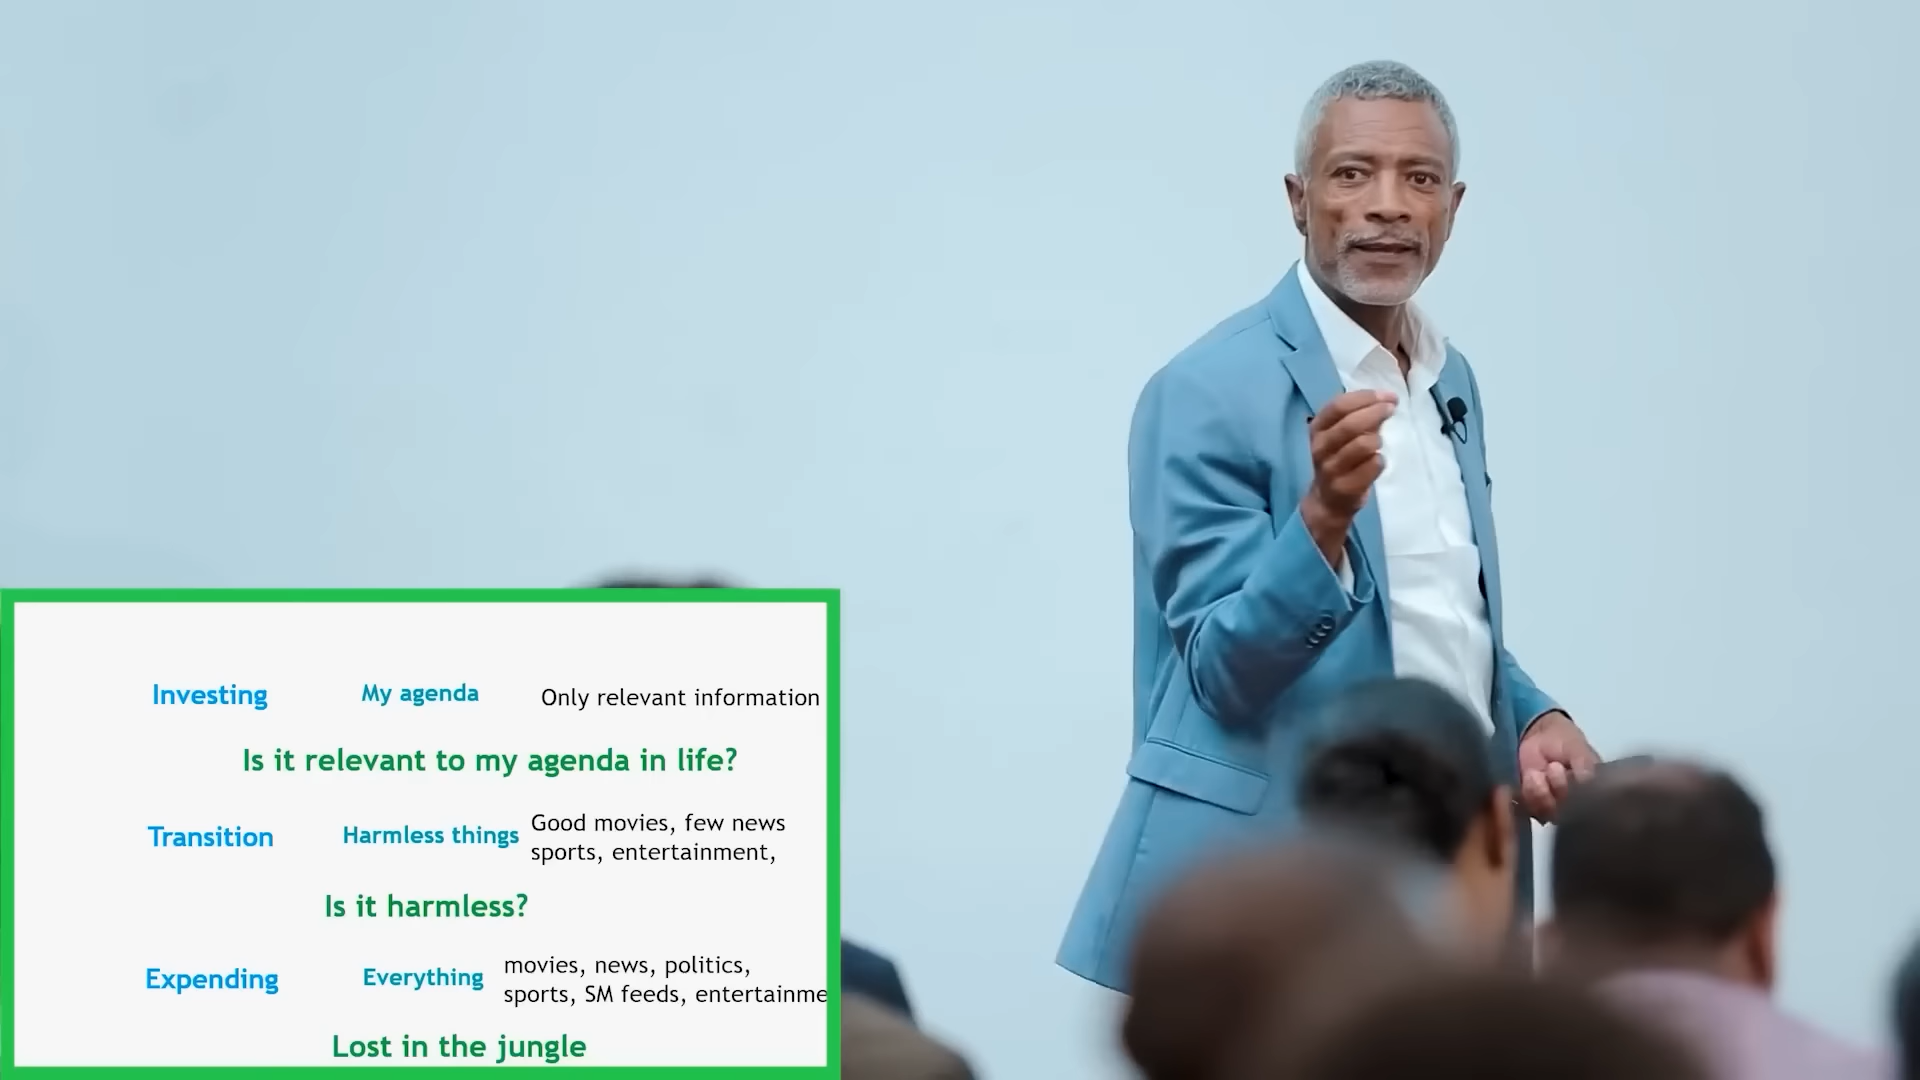 Investing My agenda Only relevant information
Is it relevant to my agenda in life?
Transition Harmless things Good movies, few news
sports, entertainment,
Is it harmless?
Expending Everything movies, news, politics,
sports, SM feeds, entertainme
Lost in the jungle